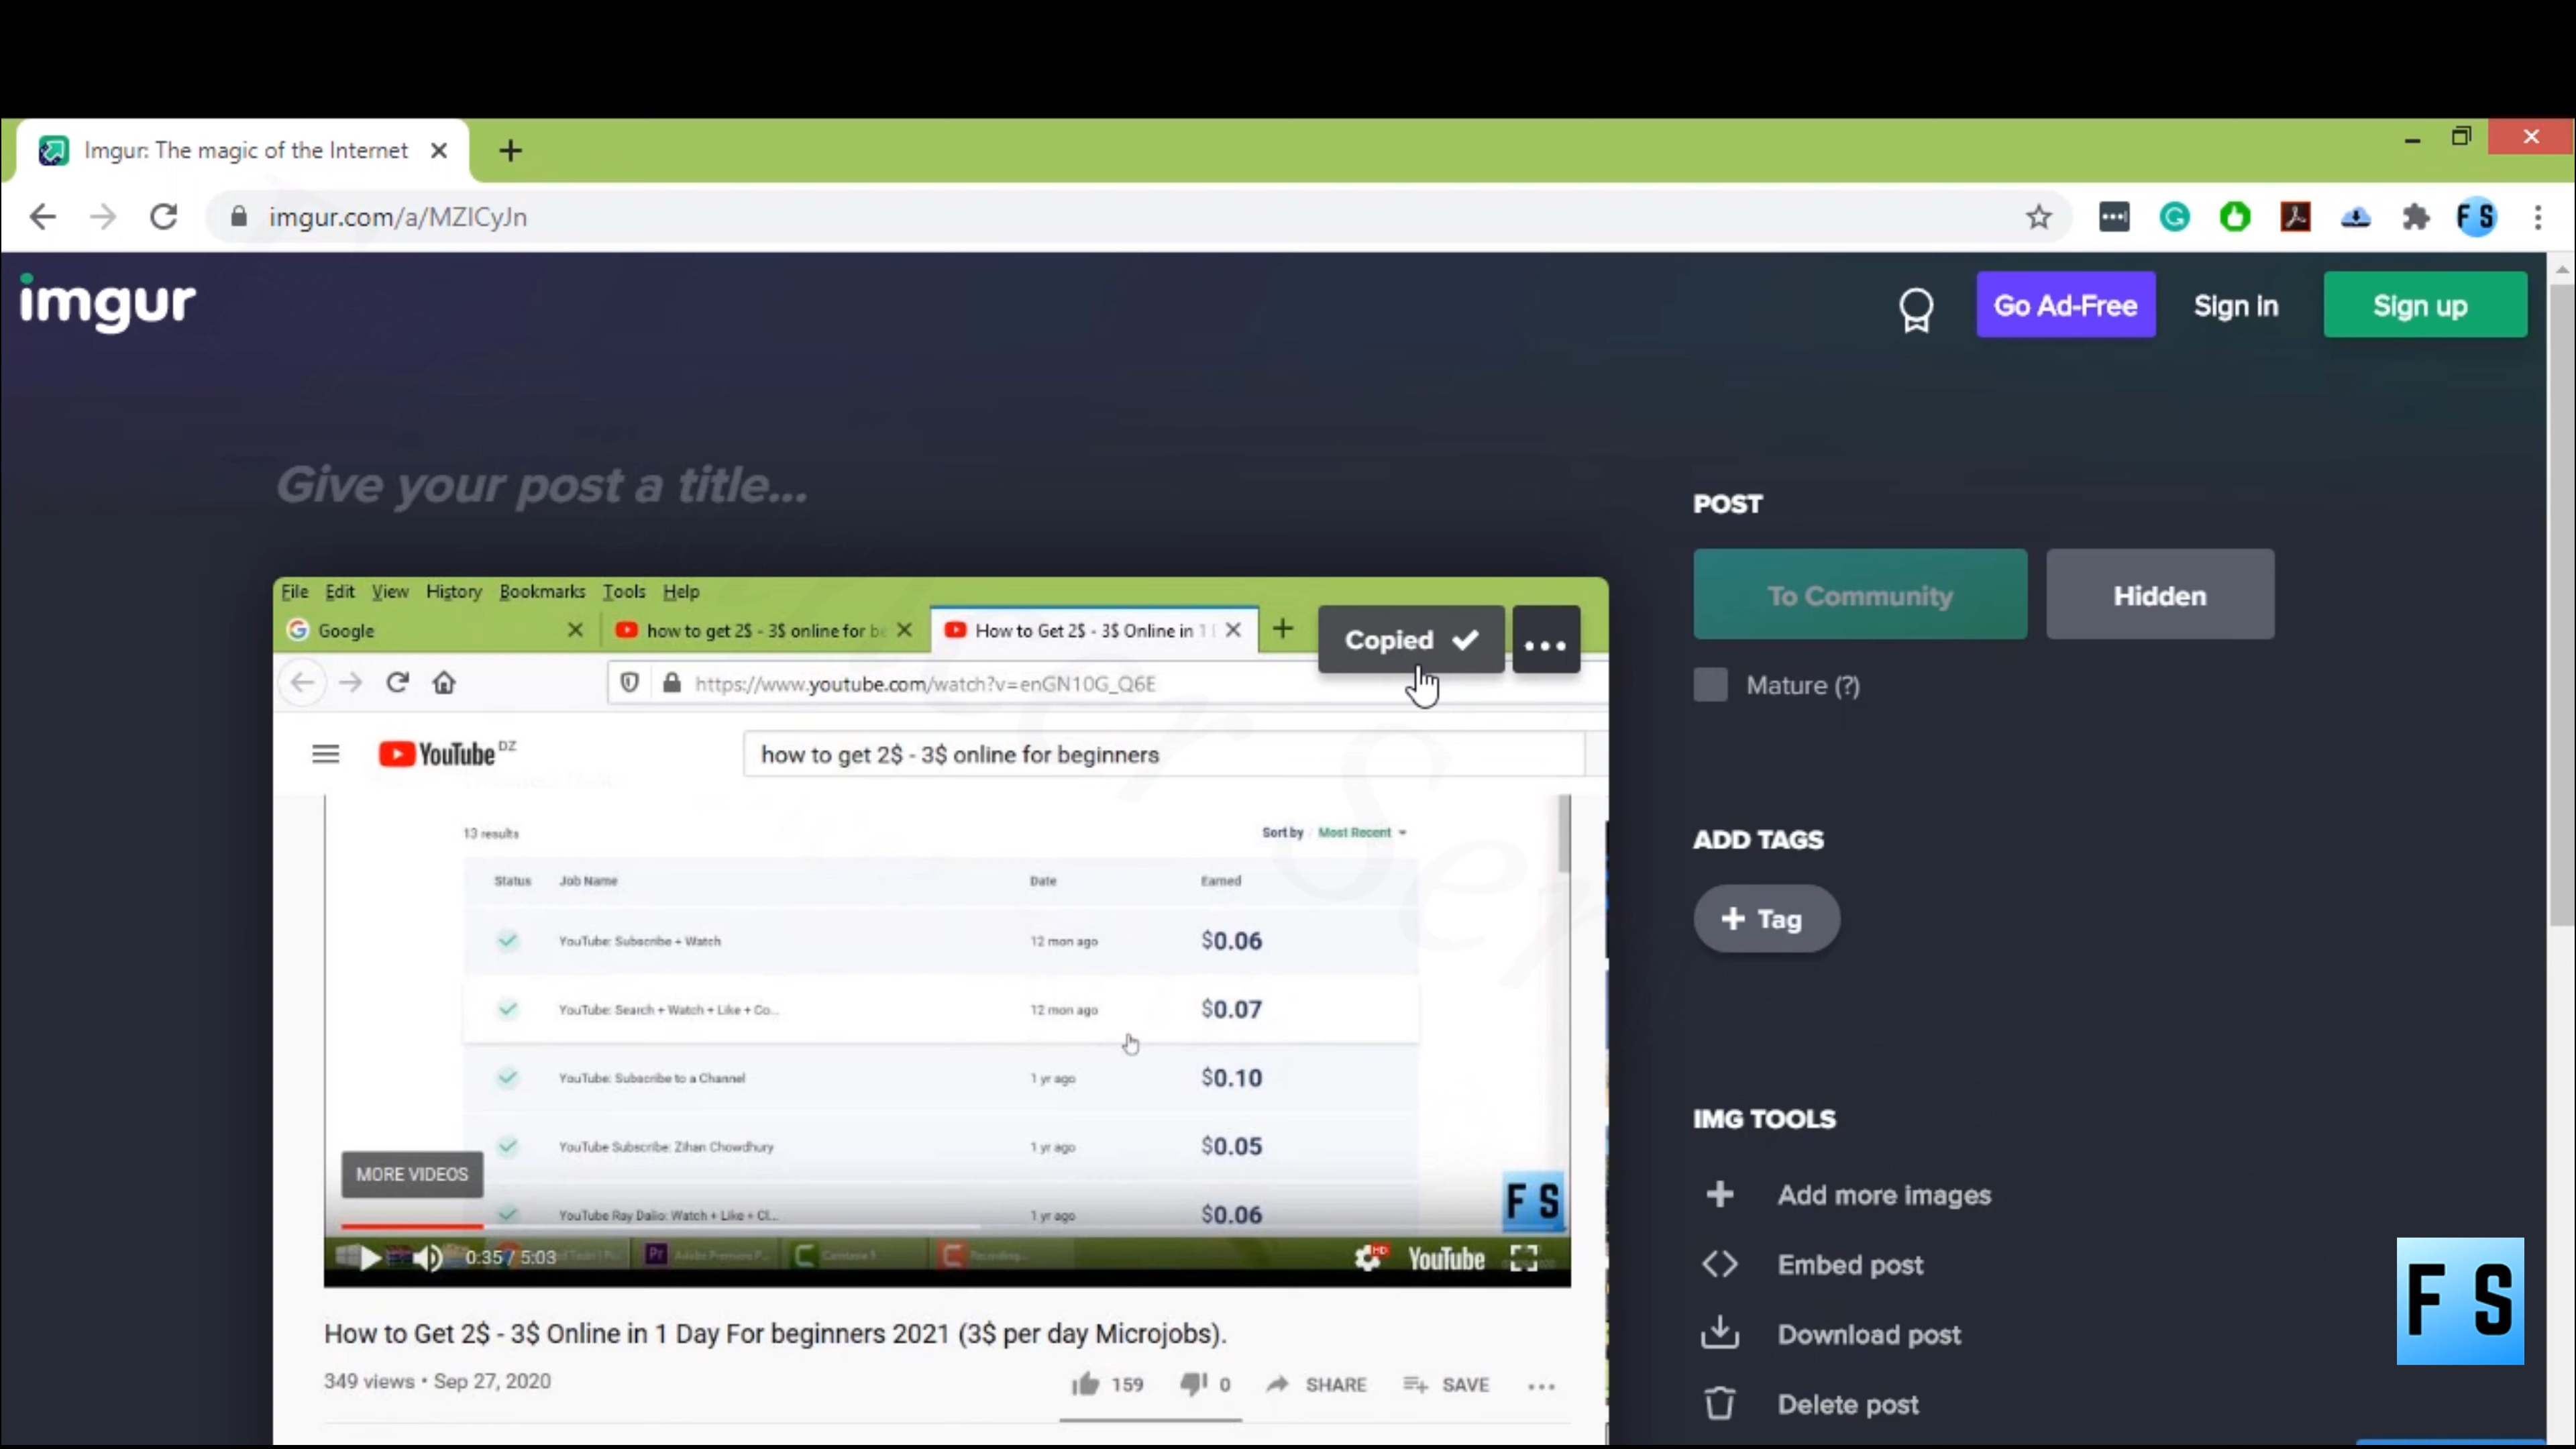 Imgur: The magic of the Internet
imgur.com/a/MZICyJn
F S
imgur
Go Ad-Free
Sign in
Sign up
Give your post a title...
POST
To Community
Hidden
Mature (?)
File Edit View History Bookmarks Tools Help
Google
how to get 2$ - 3$ online for be
How to Get 2$ - 3$ Online in 1
Copied
https://www.youtube.com/watch?v=enGN10G_Q6E
YouTube DZ
how to get 2$ - 3$ online for beginners
13 results
Sort by Most Recent
Status Job Name Date Earned
YouTube: Subscribe + Watch 12 mon ago $0.06
YouTube: Search + Watch + Like + Co... 12 mon ago $0.07
YouTube: Subscribe to a Channel 1 yr ago $0.10
YouTube Subscribe: Zihan Chowdhury 1 yr ago $0.05
YouTube Ray Dalio: Watch + Like + Cl... 1 yr ago $0.06
MORE VIDEOS
F S
0:35 / 5:03
Pr Adobe Premiere P...
HD
YouTube
How to Get 2$ - 3$ Online in 1 Day For beginners 2021 (3$ per day Microjobs).
349 views • Sep 27, 2020
159
0
SHARE
SAVE
ADD TAGS
+ Tag
IMG TOOLS
Add more images
Embed post
Download post
Delete post
F S